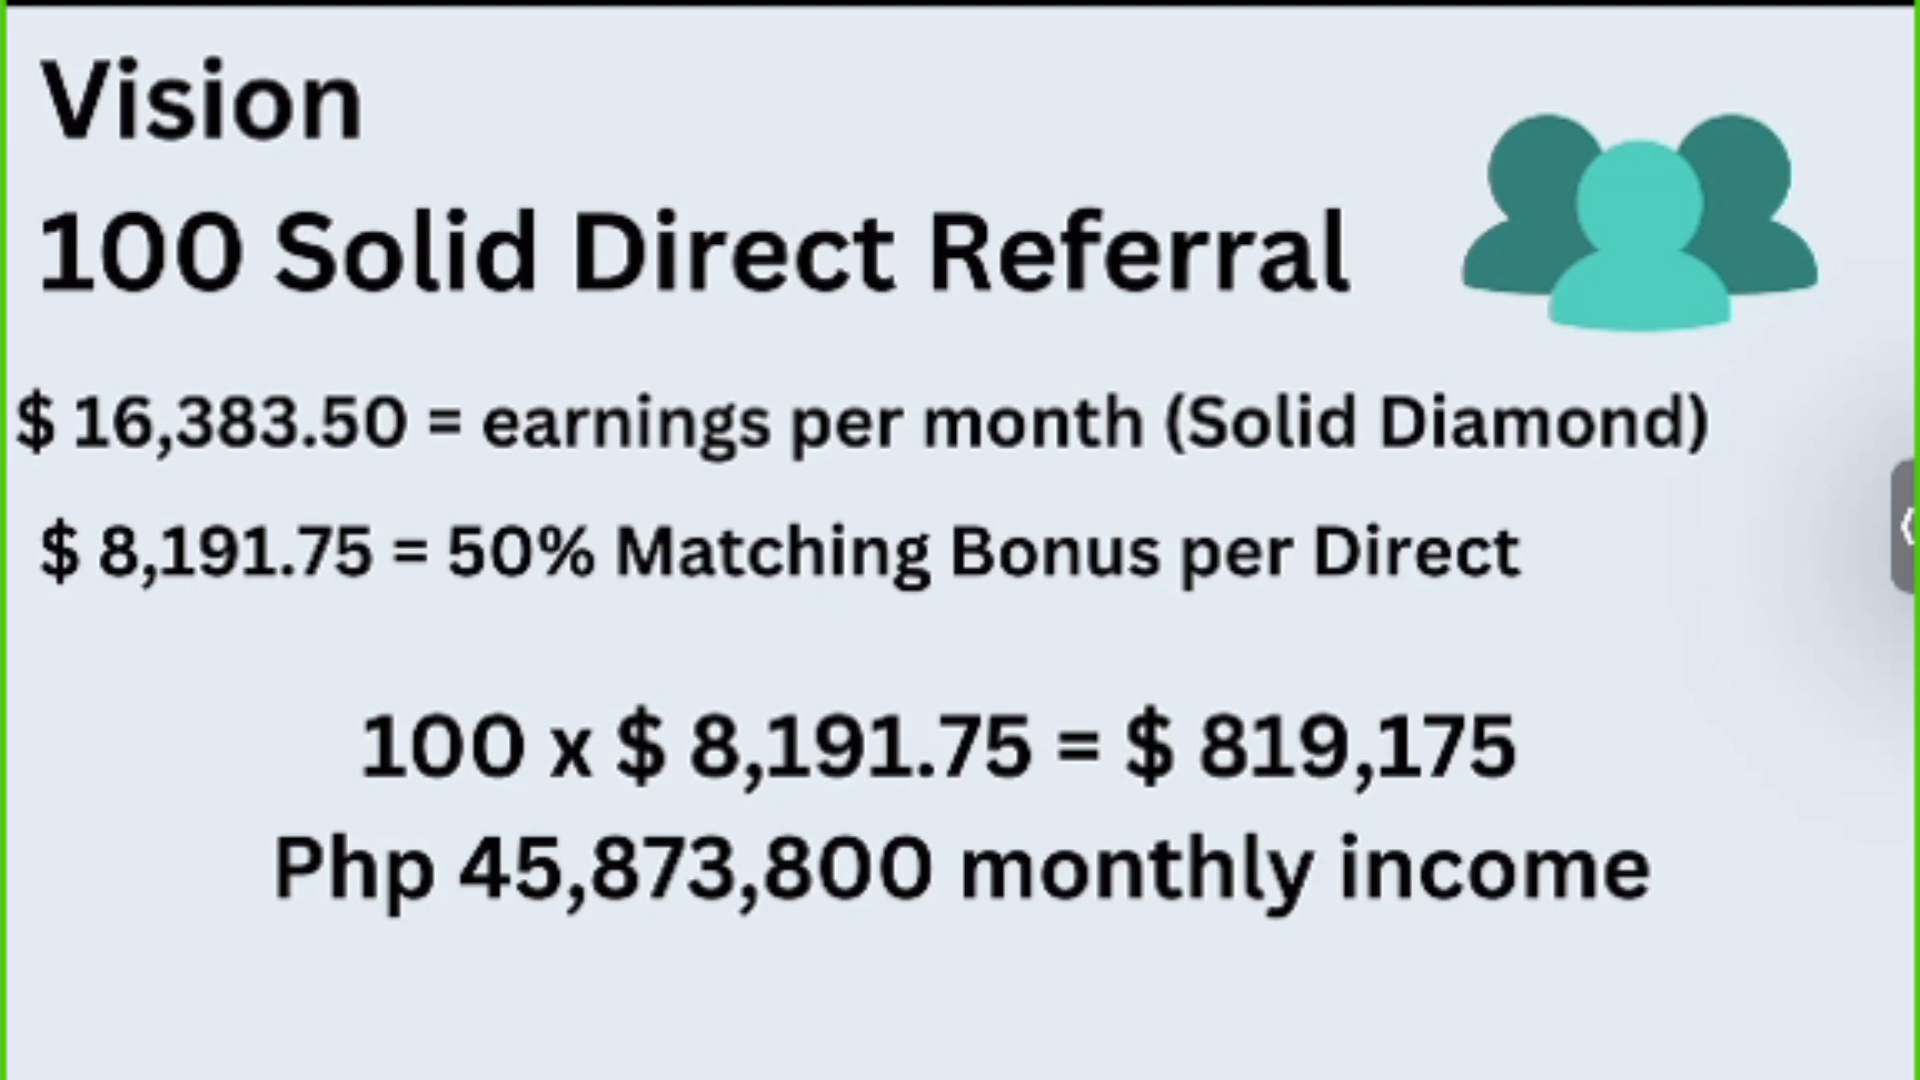 Vision
100 Solid Direct Referral
$ 16,383.50 = earnings per month (Solid Diamond)
$ 8,191.75 = 50% Matching Bonus per Direct
100 x $ 8,191.75 = $ 819,175
Php 45,873,800 monthly income